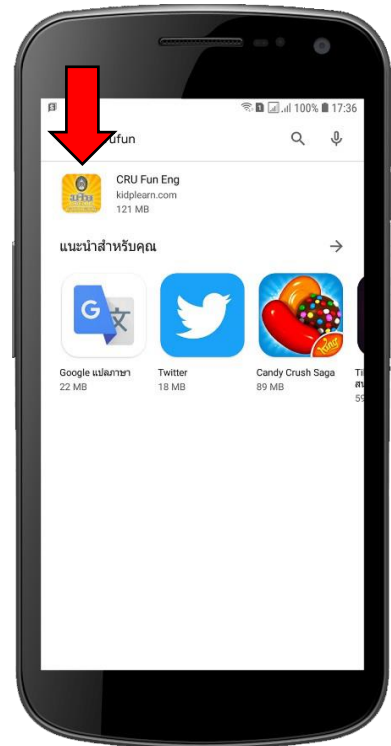 100% 17:36
ufun
CRU Fun Eng
kidplearn.com
121 MB
แนะนำสำหรับคุณ
G
Google แปลภาษา
22 MB
Twitter
18 MB
King
Candy Crush Saga
89 MB